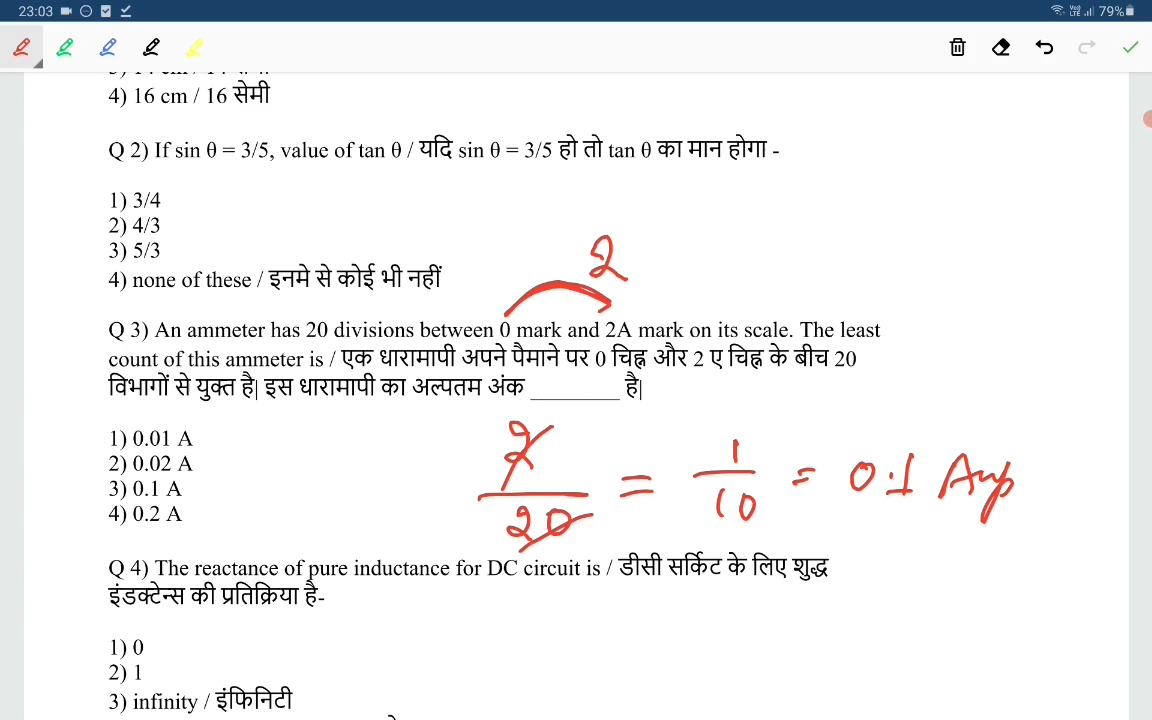 23:03
79%
4) 16 cm / 16 सेमी
Q 2) If sin θ = 3/5, value of tan θ / यदि sin θ = 3/5 हो तो tan θ का मान होगा -
1) 3/4
2) 4/3
3) 5/3
4) none of these / इनमे से कोई भी नहीं
2
Q 3) An ammeter has 20 divisions between 0 mark and 2A mark on its scale. The least
count of this ammeter is / एक धारामापी अपने पैमाने पर 0 चिह्न और 2 ए चिह्न के बीच 20
विभागों से युक्त है| इस धारामापी का अल्पतम अंक ________ है|
1) 0.01 A
2) 0.02 A
3) 0.1 A
4) 0.2 A
2/20 = 1/10 = 0.1 Amp
Q 4) The reactance of pure inductance for DC circuit is / डीसी सर्किट के लिए शुद्ध
इंडक्टेन्स की प्रतिक्रिया है-
1) 0
2) 1
3) infinity / इंफिनिटी